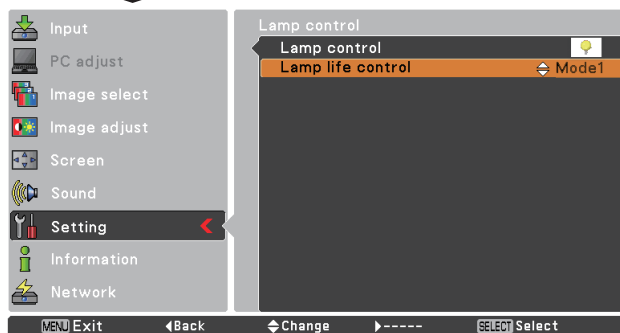 Input
PC adjust
Image select
Image adjust
Screen
Sound
Setting
Information
Network
Lamp control
Lamp control
Lamp life control Mode1
MENU Exit Back Change ----- SELECT Select